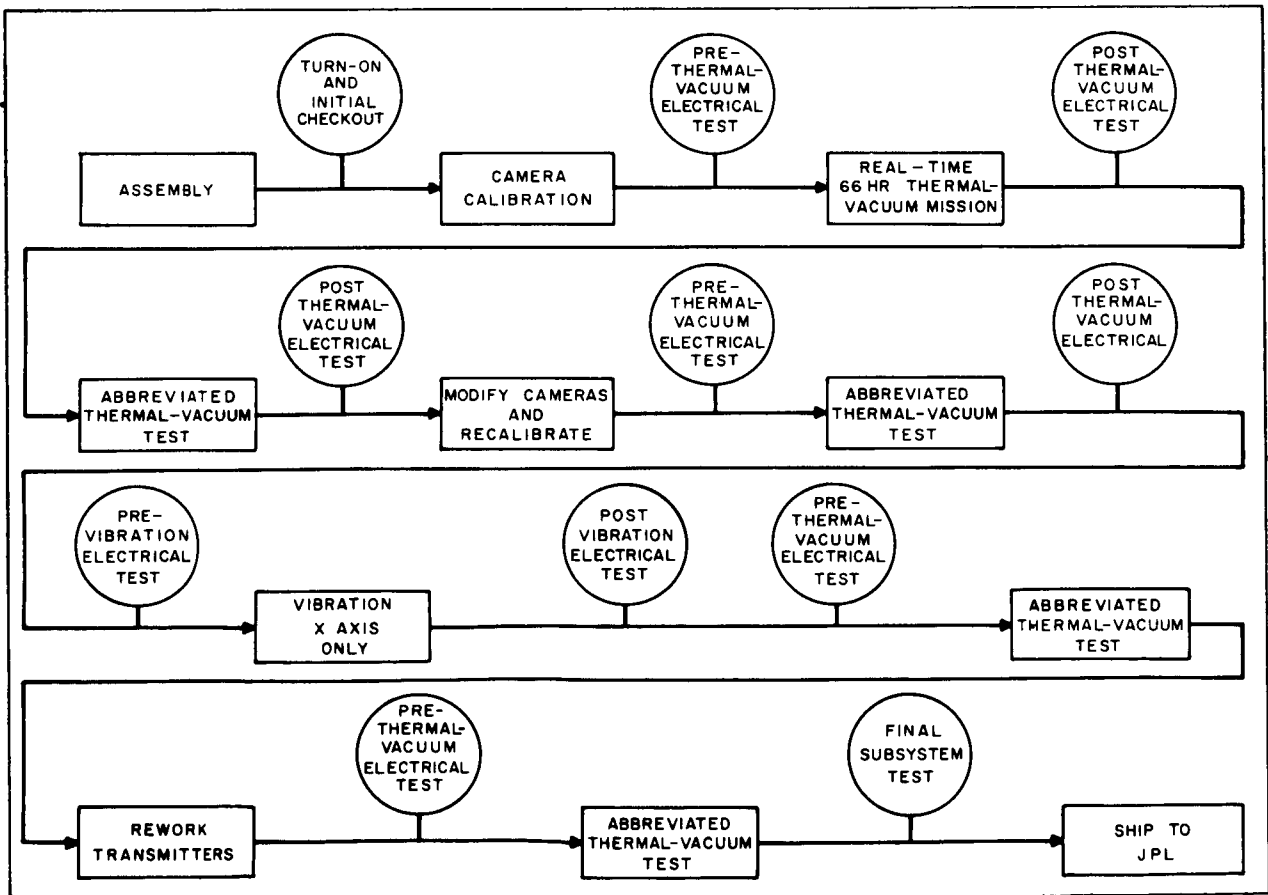 TURN-ON
AND
INITIAL
CHECKOUT
PRE-
THERMAL-
VACUUM
ELECTRICAL
TEST
POST
THERMAL-
VACUUM
ELECTRICAL
TEST
ASSEMBLY
CAMERA
CALIBRATION
REAL-TIME
66 HR THERMAL-
VACUUM MISSION
POST
THERMAL-
VACUUM
ELECTRICAL
TEST
PRE-
THERMAL-
VACUUM
ELECTRICAL
TEST
POST
THERMAL-
VACUUM
ELECTRICAL
ABBREVIATED
THERMAL-VACUUM
TEST
MODIFY CAMERAS
AND
RECALIBRATE
ABBREVIATED
THERMAL-VACUUM
TEST
PRE-
VIBRATION
ELECTRICAL
TEST
POST
VIBRATION
ELECTRICAL
TEST
PRE-
THERMAL-
VACUUM
ELECTRICAL
TEST
VIBRATION
X AXIS
ONLY
ABBREVIATED
THERMAL-VACUUM
TEST
PRE-
THERMAL-
VACUUM
ELECTRICAL
TEST
FINAL
SUBSYSTEM
TEST
REWORK
TRANSMITTERS
ABBREVIATED
THERMAL-VACUUM
TEST
SHIP TO
JPL